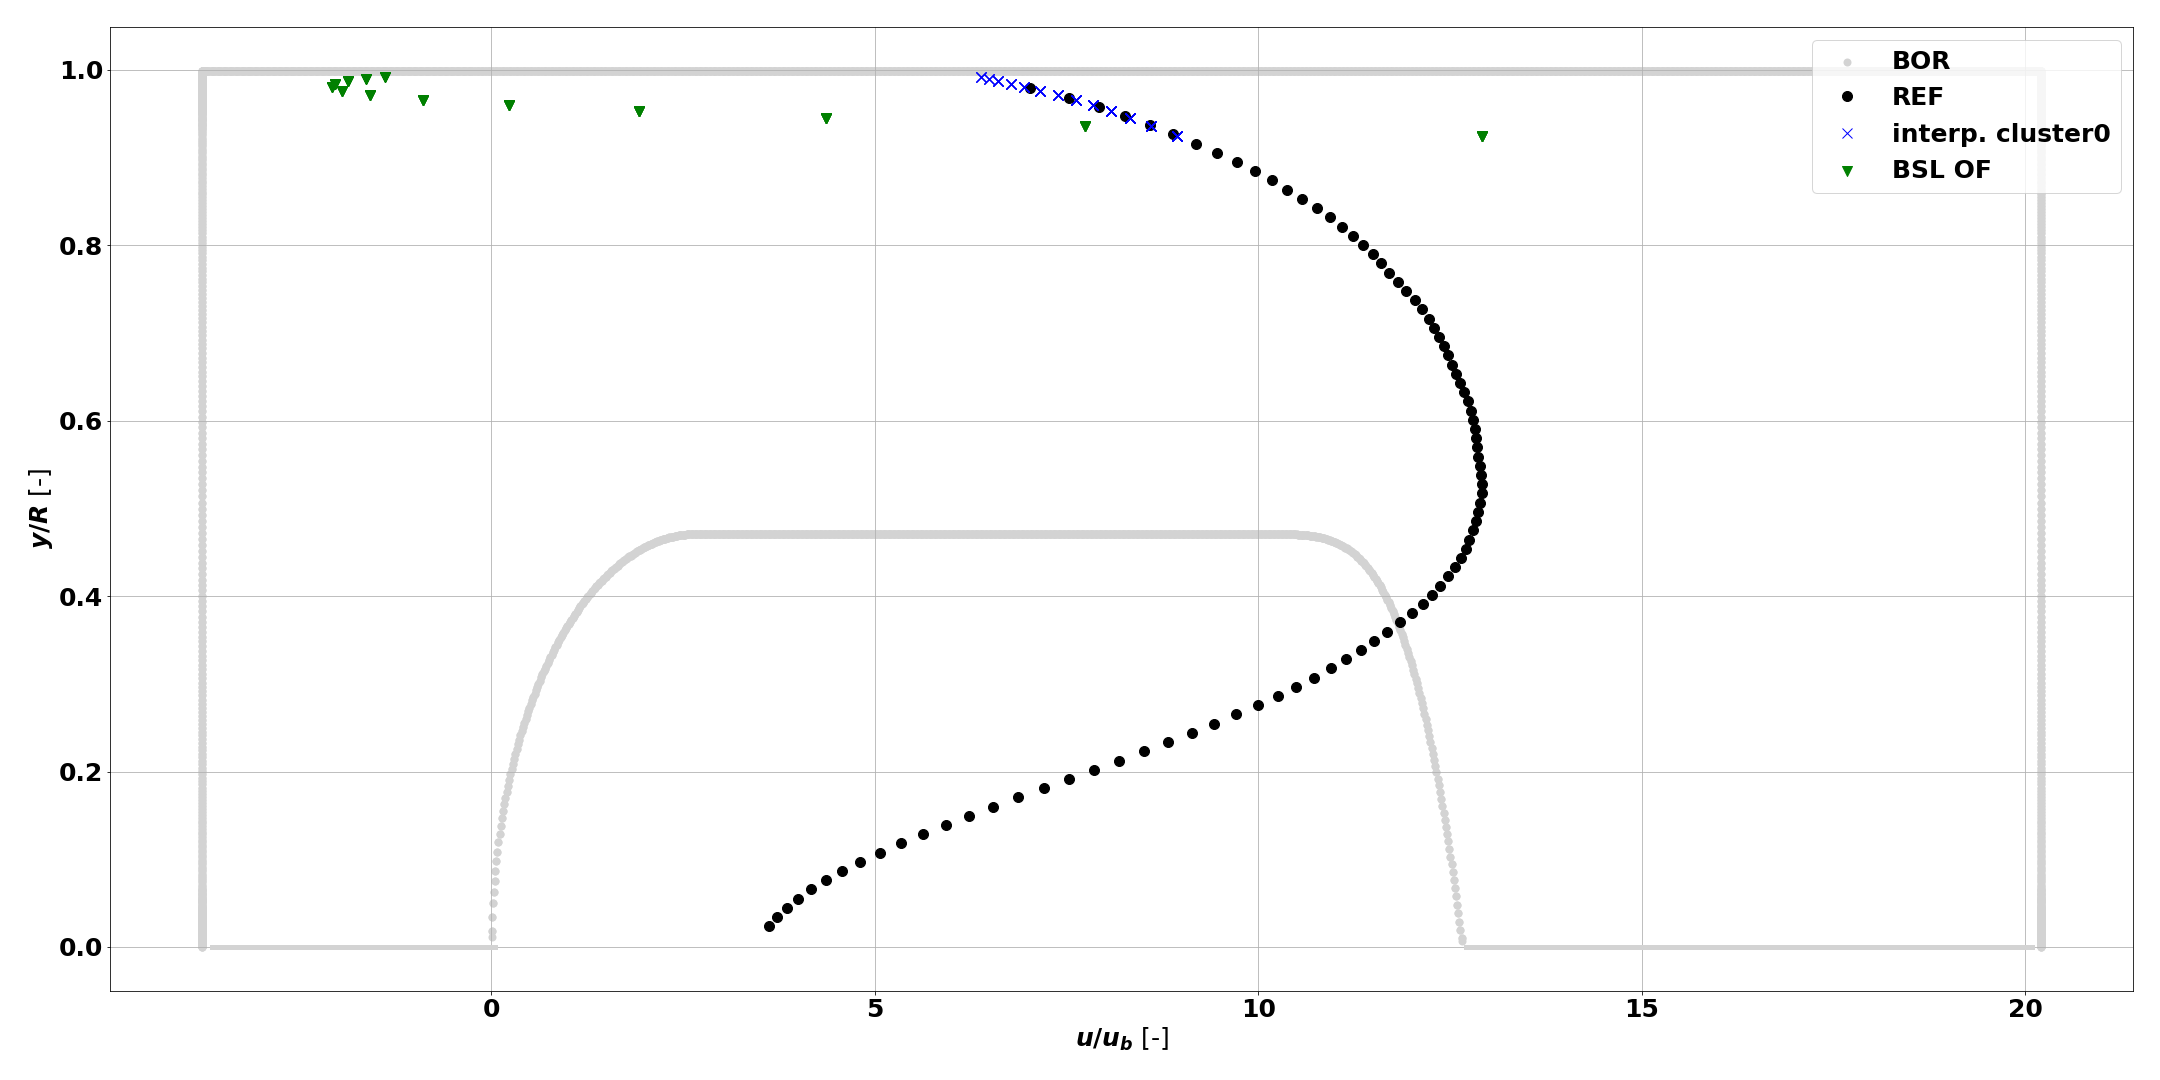 BOR
REF
interp. cluster0
BSL OF
1.0
0.8
0.6
0.4
0.2
0.0
y/R [-]
0 5 10 15 20
u/u_b [-]